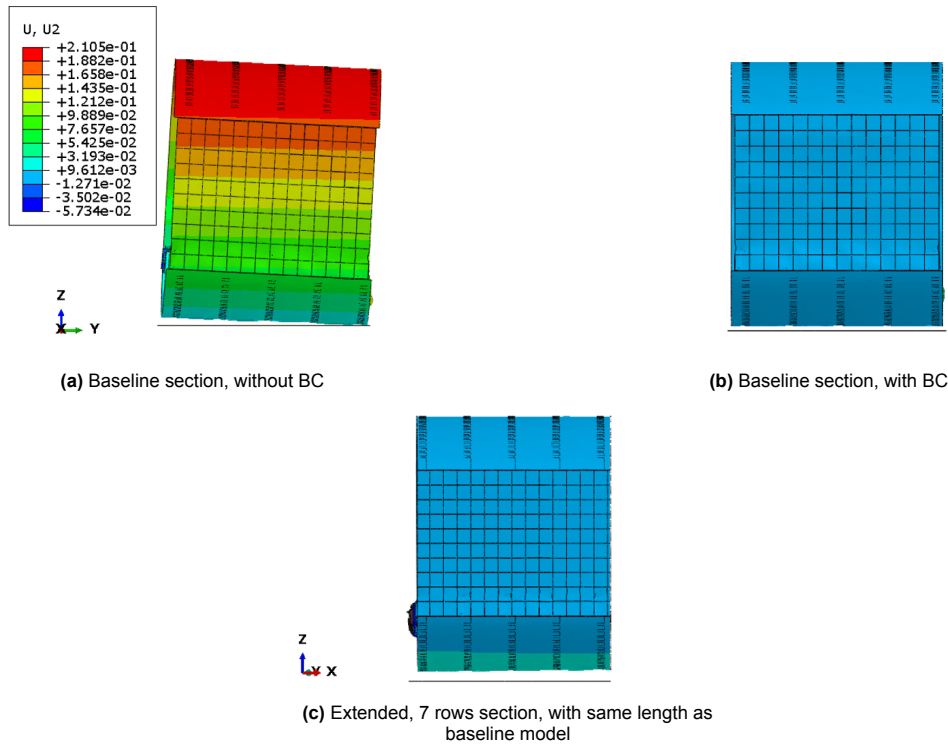 U, U2
+2.105e-01
+1.882e-01
+1.658e-01
+1.435e-01
+1.212e-01
+9.889e-02
+7.657e-02
+5.425e-02
+3.193e-02
+9.612e-03
-1.271e-02
-3.502e-02
-5.734e-02
Z
X Y
(a) Baseline section, without BC
(b) Baseline section, with BC
Z
Y X
(c) Extended, 7 rows section, with same length as
baseline model